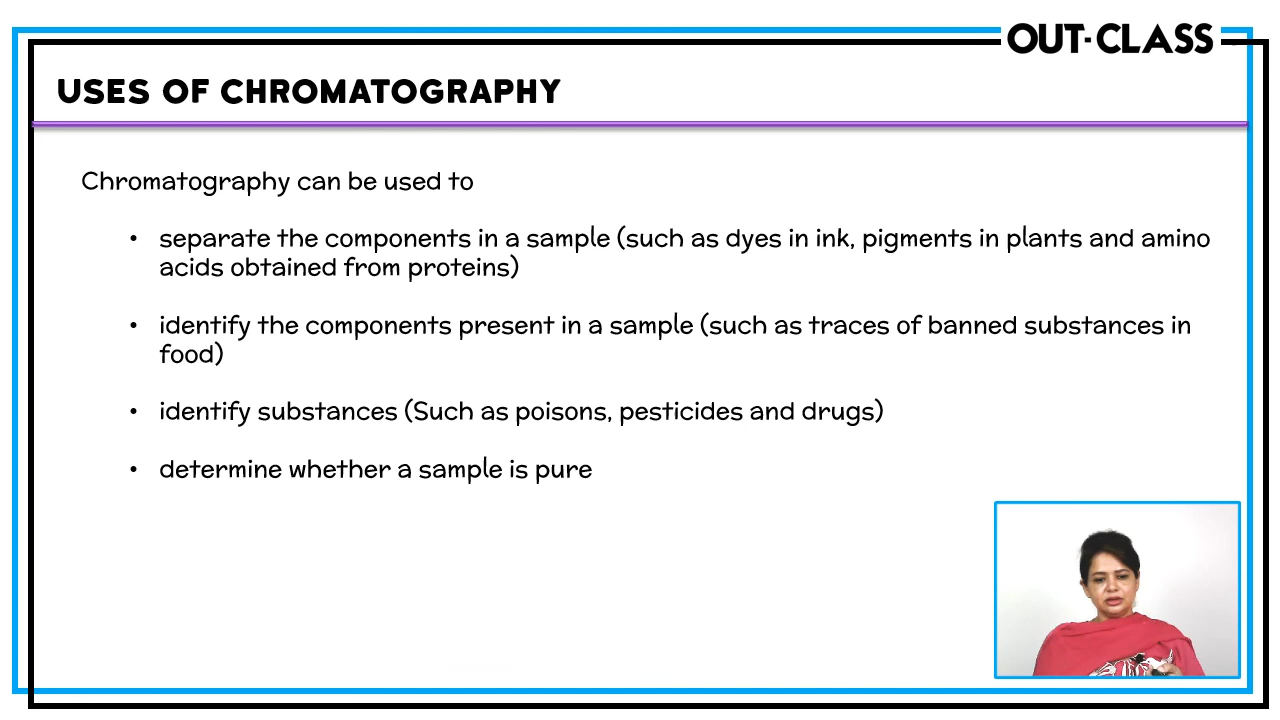 OUT-CLASS
USES OF CHROMATOGRAPHY
Chromatography can be used to
• separate the components in a sample (such as dyes in ink, pigments in plants and amino
acids obtained from proteins)
• identify the components present in a sample (such as traces of banned substances in
food)
• identify substances (Such as poisons, pesticides and drugs)
• determine whether a sample is pure